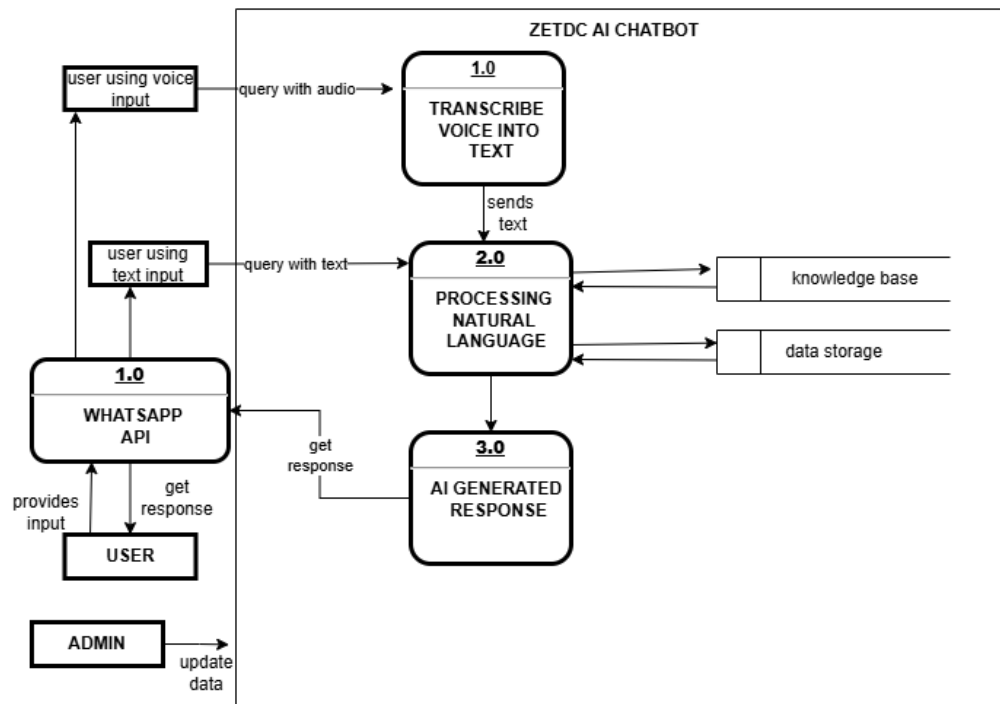 ZETDC AI CHATBOT
user using voice
input
query with audio
1.0
TRANSCRIBE
VOICE INTO
TEXT
sends
text
user using
text input
query with text
2.0
PROCESSING
NATURAL
LANGUAGE
knowledge base
data storage
1.0
WHATSAPP
API
get
response
3.0
AI GENERATED
RESPONSE
provides
input
get
response
USER
ADMIN
update
data